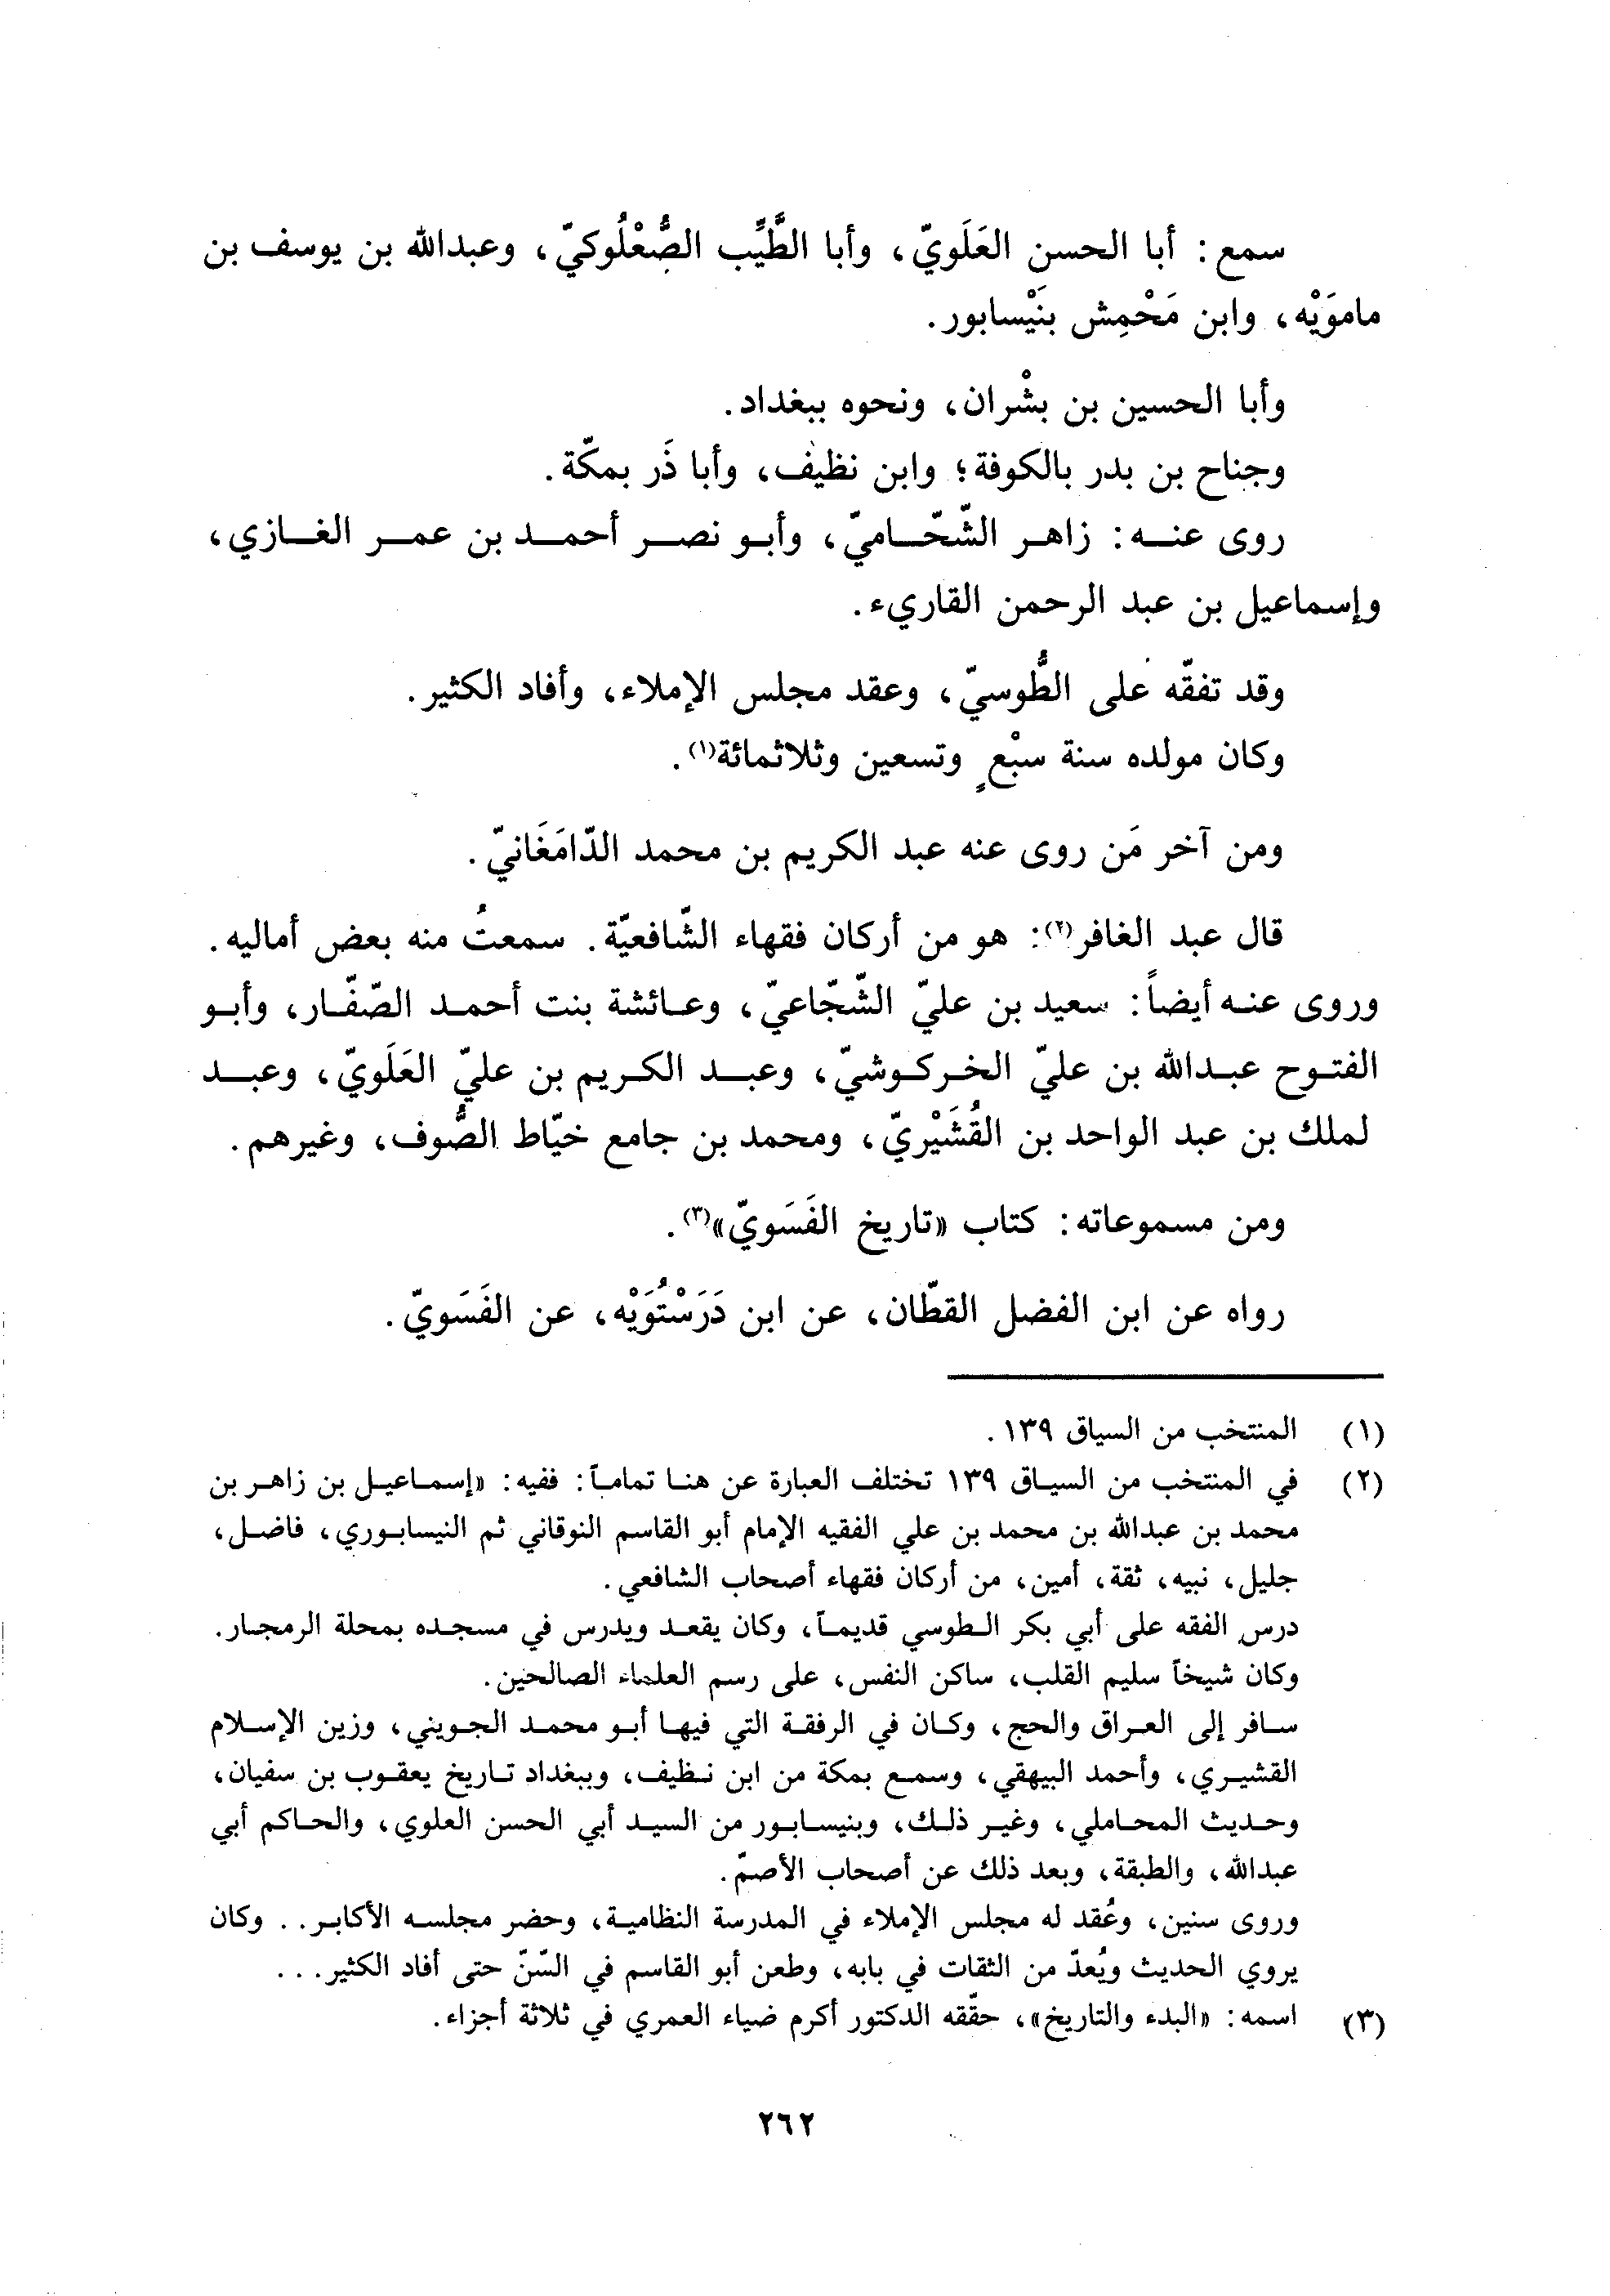 سمع: أبا الحسن العَلَويّ، وأبا الطَّيِّب الصُّعْلُوكيّ، وعبدالله بن يوسف بن
مامَوَيْه، وابن مَحْمِش بنَيْسابور.
وأبا الحسين بن بشْران، ونحوه ببغداد.
وجناح بن بدر بالكوفة؛ وابن نظيف، وأبا ذَر بمكّة.
روى عنه: زاهر الشّحّاميّ، وأبو نصر أحمد بن عمر الغازي،
وإسماعيل بن عبد الرحمن القاريء.
وقد تفقّه على الطُّوسيّ، وعقد مجلس الإملاء، وأفاد الكثير.
وكان مولده سنة سبْعٍ وتسعين وثلاثمائة(١).
ومن آخر مَن روى عنه عبد الكريم بن محمد الدّامَغَانيّ.
قال عبد الغافر(٢): هو من أركان فقهاء الشّافعيّة. سمعتُ منه بعض أماليه.
وروى عنه أيضاً: سعيد بن عليّ الشّجّاعيّ، وعائشة بنت أحمد الصّفّار، وأبو
الفتوح عبدالله بن عليّ الخركوشيّ، وعبد الكريم بن عليّ العَلَويّ، وعبد
لملك بن عبد الواحد بن القُشَيْريّ، ومحمد بن جامع خيّاط الصُّوف، وغيرهم.
ومن مسموعاته: كتاب «تاريخ الفَسَويّ»(٣).
رواه عن ابن الفضل القطّان، عن ابن دَرَسْتُوَيْه، عن الفَسَويّ.
(١) المنتخب من السياق ١٣٩.
(٢) في المنتخب من السياق ١٣٩ تختلف العبارة عن هنا تماماً: ففيه: «إسماعيل بن زاهر بن
محمد بن عبدالله بن محمد بن علي الفقيه الإمام أبو القاسم النوقاني ثم النيسابوري، فاضل،
جليل، نبيه، ثقة، أمين، من أركان فقهاء أصحاب الشافعي.
درس الفقه على أبي بكر الطوسي قديماً، وكان يقعد ويدرس في مسجده بمحلة الرمجار.
وكان شيخاً سليم القلب، ساكن النفس، على رسم العلماء الصالحين.
سافر إلى العراق والحج، وكان في الرفقة التي فيها أبو محمد الجويني، وزين الإسلام
القشيري، وأحمد البيهقي، وسمع بمكة من ابن نظيف، وببغداد تاريخ يعقوب بن سفيان،
وحديث المحاملي، وغير ذلك، وبنيسابور من السيد أبي الحسن العلوي، والحاكم أبي
عبدالله، والطبقة، وبعد ذلك عن أصحاب الأصمّ.
وروى سنين، وعُقد له مجلس الإملاء في المدرسة النظامية، وحضر مجلسه الأكابر.. وكان
يروي الحديث ويُعدّ من الثقات في بابه، وطعن أبو القاسم في السّنّ حتى أفاد الكثير...
(٣) اسمه: «البدء والتاريخ»، حقّقه الدكتور أكرم ضياء العمري في ثلاثة أجزاء.
٢٦٢